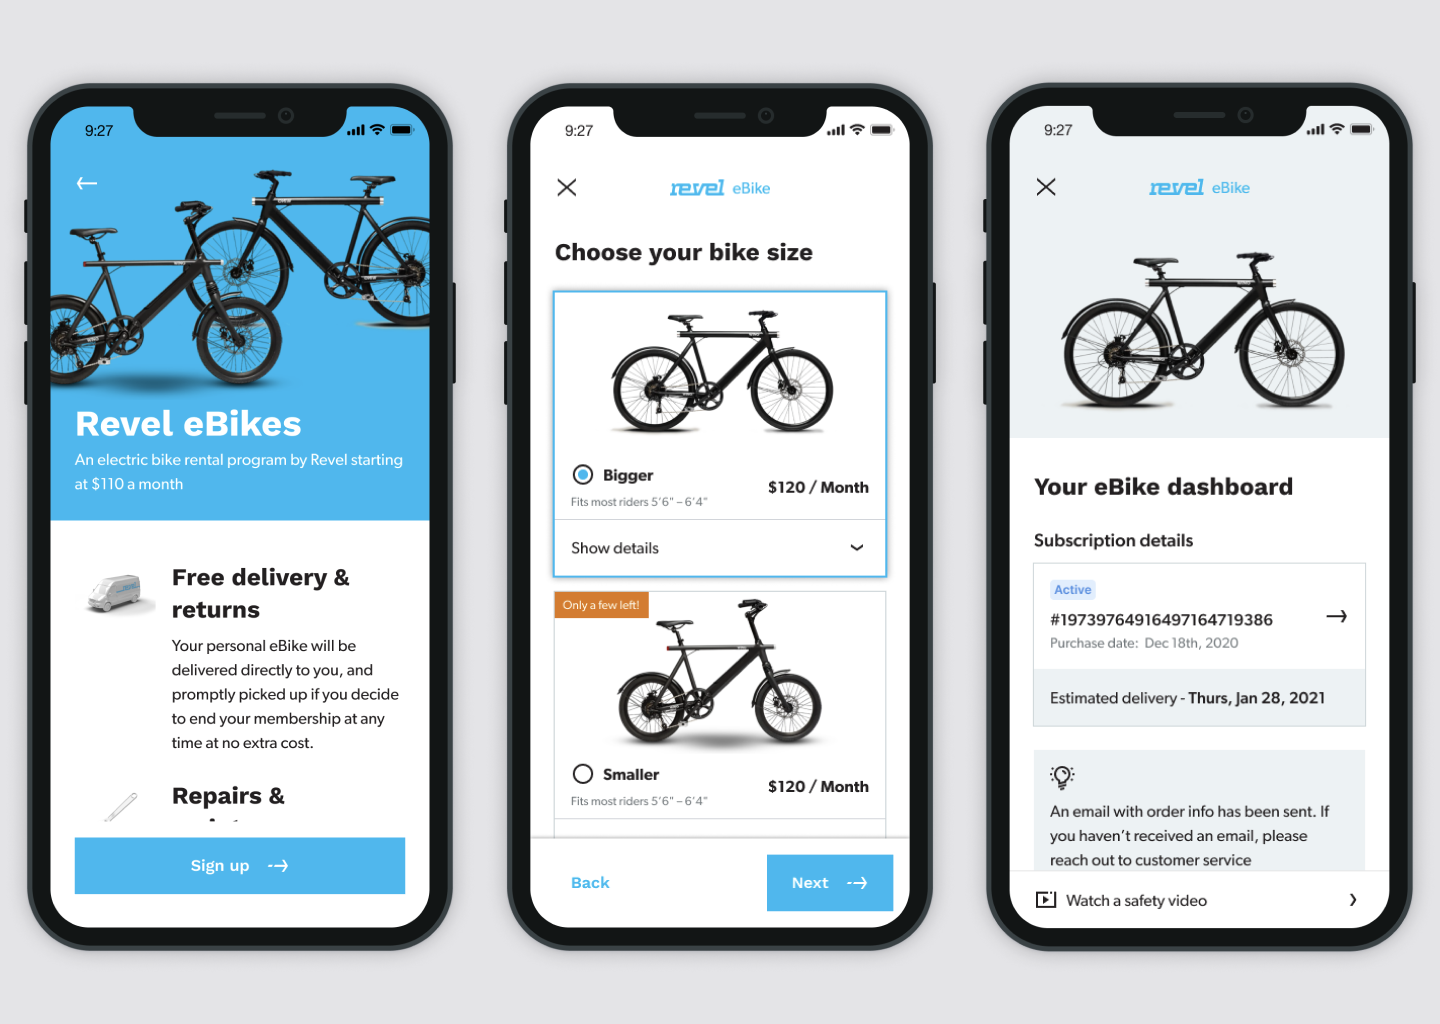 9:27
Revel eBikes
An electric bike rental program by Revel starting
at $110 a month
Free delivery &
returns
Your personal eBike will be
delivered directly to you, and
promptly picked up if you decide
to end your membership at any
time at no extra cost.
Repairs &
Sign up
9:27
revel eBike
Choose your bike size
Bigger
$120 / Month
Fits most riders 5'6" – 6'4"
Show details
Only a few left!
Smaller
$120 / Month
Fits most riders 5'6" – 6'4"
Back
Next
9:27
revel eBike
Your eBike dashboard
Subscription details
Active
#19739764916497164719386
Purchase date: Dec 18th, 2020
Estimated delivery - Thurs, Jan 28, 2021
An email with order info has been sent. If
you haven't received an email, please
reach out to customer service
Watch a safety video